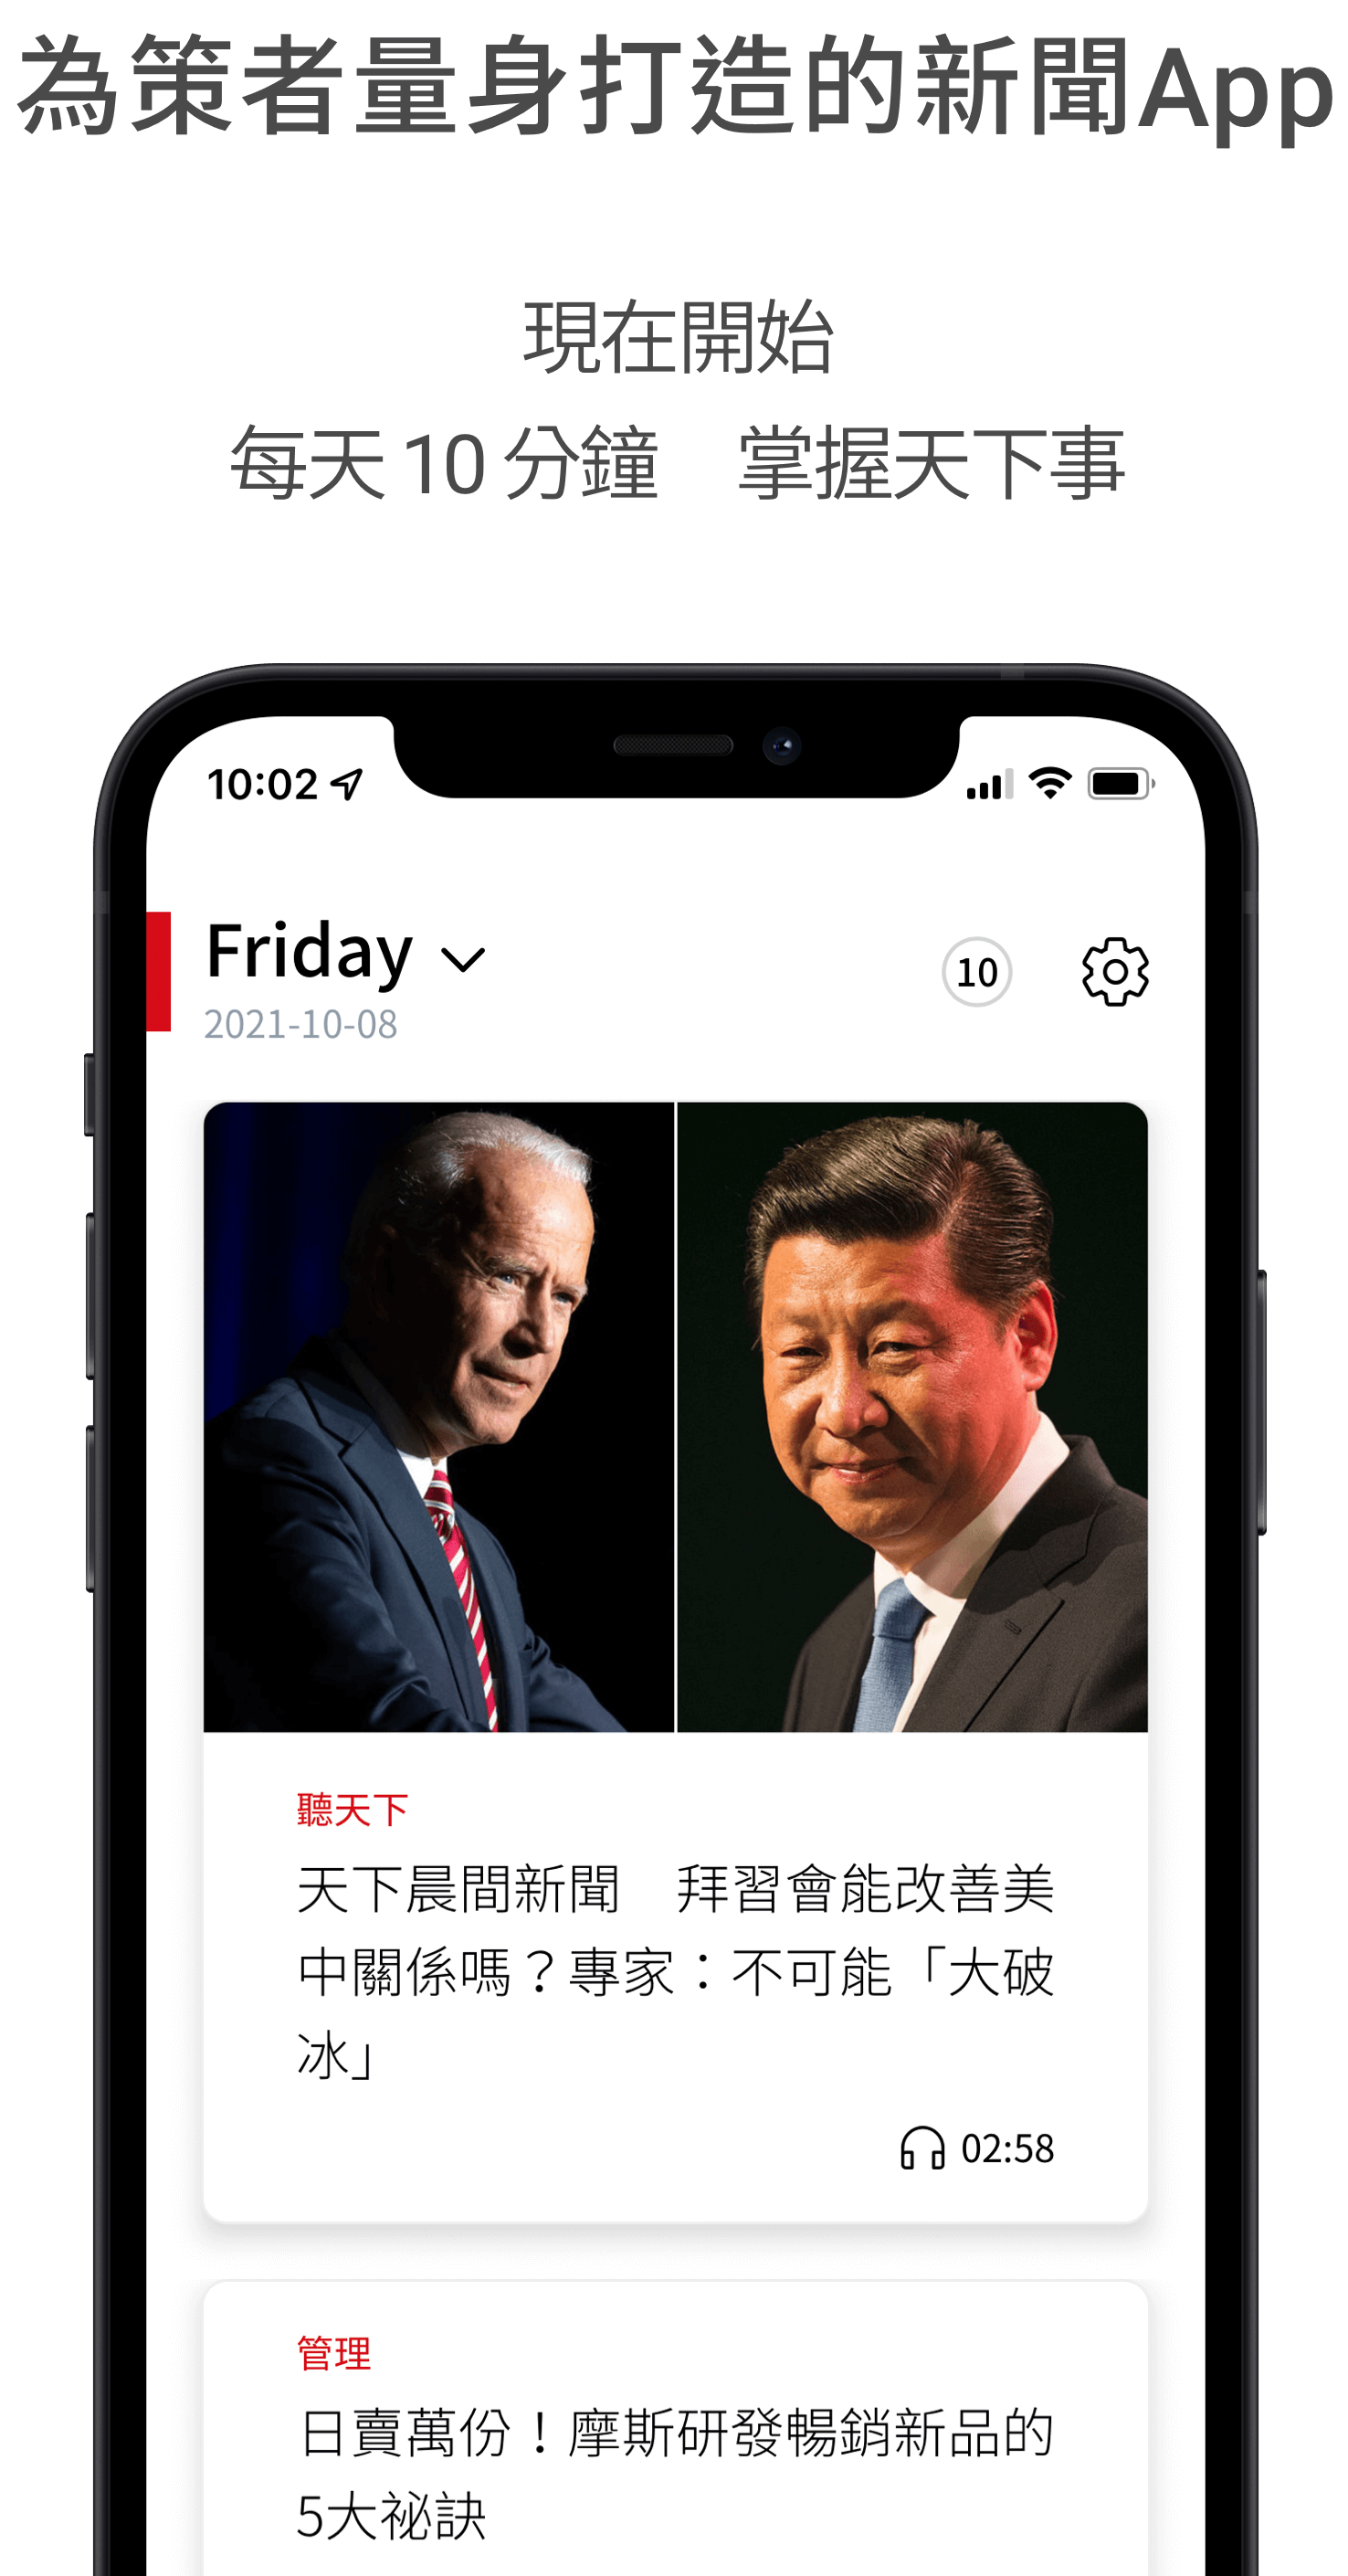 為策者量身打造的新聞App
現在開始
每天 10 分鐘　掌握天下事
10:02
Friday
10
2021-10-08
聽天下
天下晨間新聞　拜習會能改善美
中關係嗎？專家：不可能「大破
冰」
02:58
管理
日賣萬份！摩斯研發暢銷新品的
5大祕訣